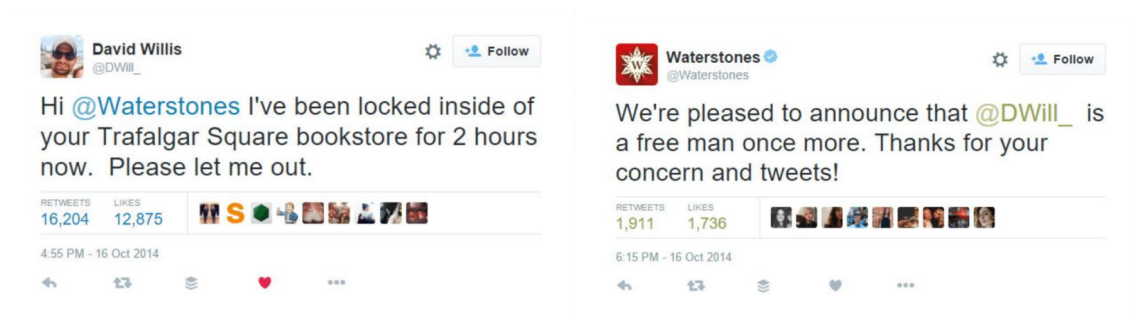 David Willis
@DWill_
Follow
Hi @Waterstones I've been locked inside of
your Trafalgar Square bookstore for 2 hours
now.  Please let me out.
RETWEETS LIKES
16,204 12,875
S
4:55 PM - 16 Oct 2014
Waterstones
@Waterstones
W
Follow
We're pleased to announce that @DWill_ is
a free man once more. Thanks for your
concern and tweets!
RETWEETS LIKES
1,911 1,736
6:15 PM - 16 Oct 2014